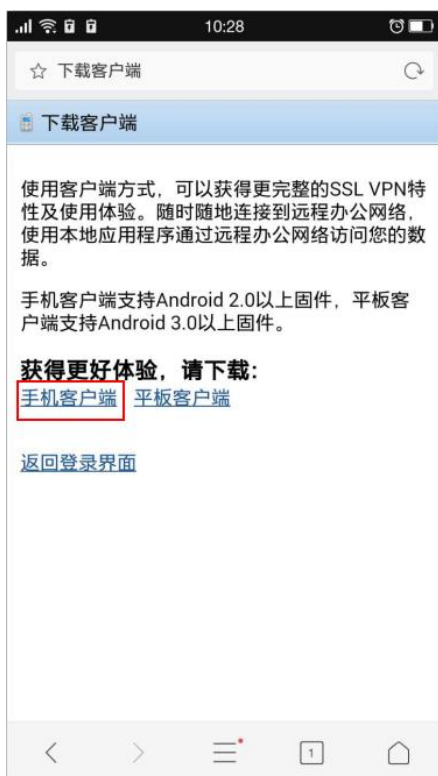 10:28
下载客户端
下载客户端
使用客户端方式，可以获得更完整的SSL VPN特
性及使用体验。随时随地连接到远程办公网络，
使用本地应用程序通过远程办公网络访问您的数
据。
手机客户端支持Android 2.0以上固件，平板客
户端支持Android 3.0以上固件。
获得更好体验，请下载：
手机客户端 平板客户端
返回登录界面
1